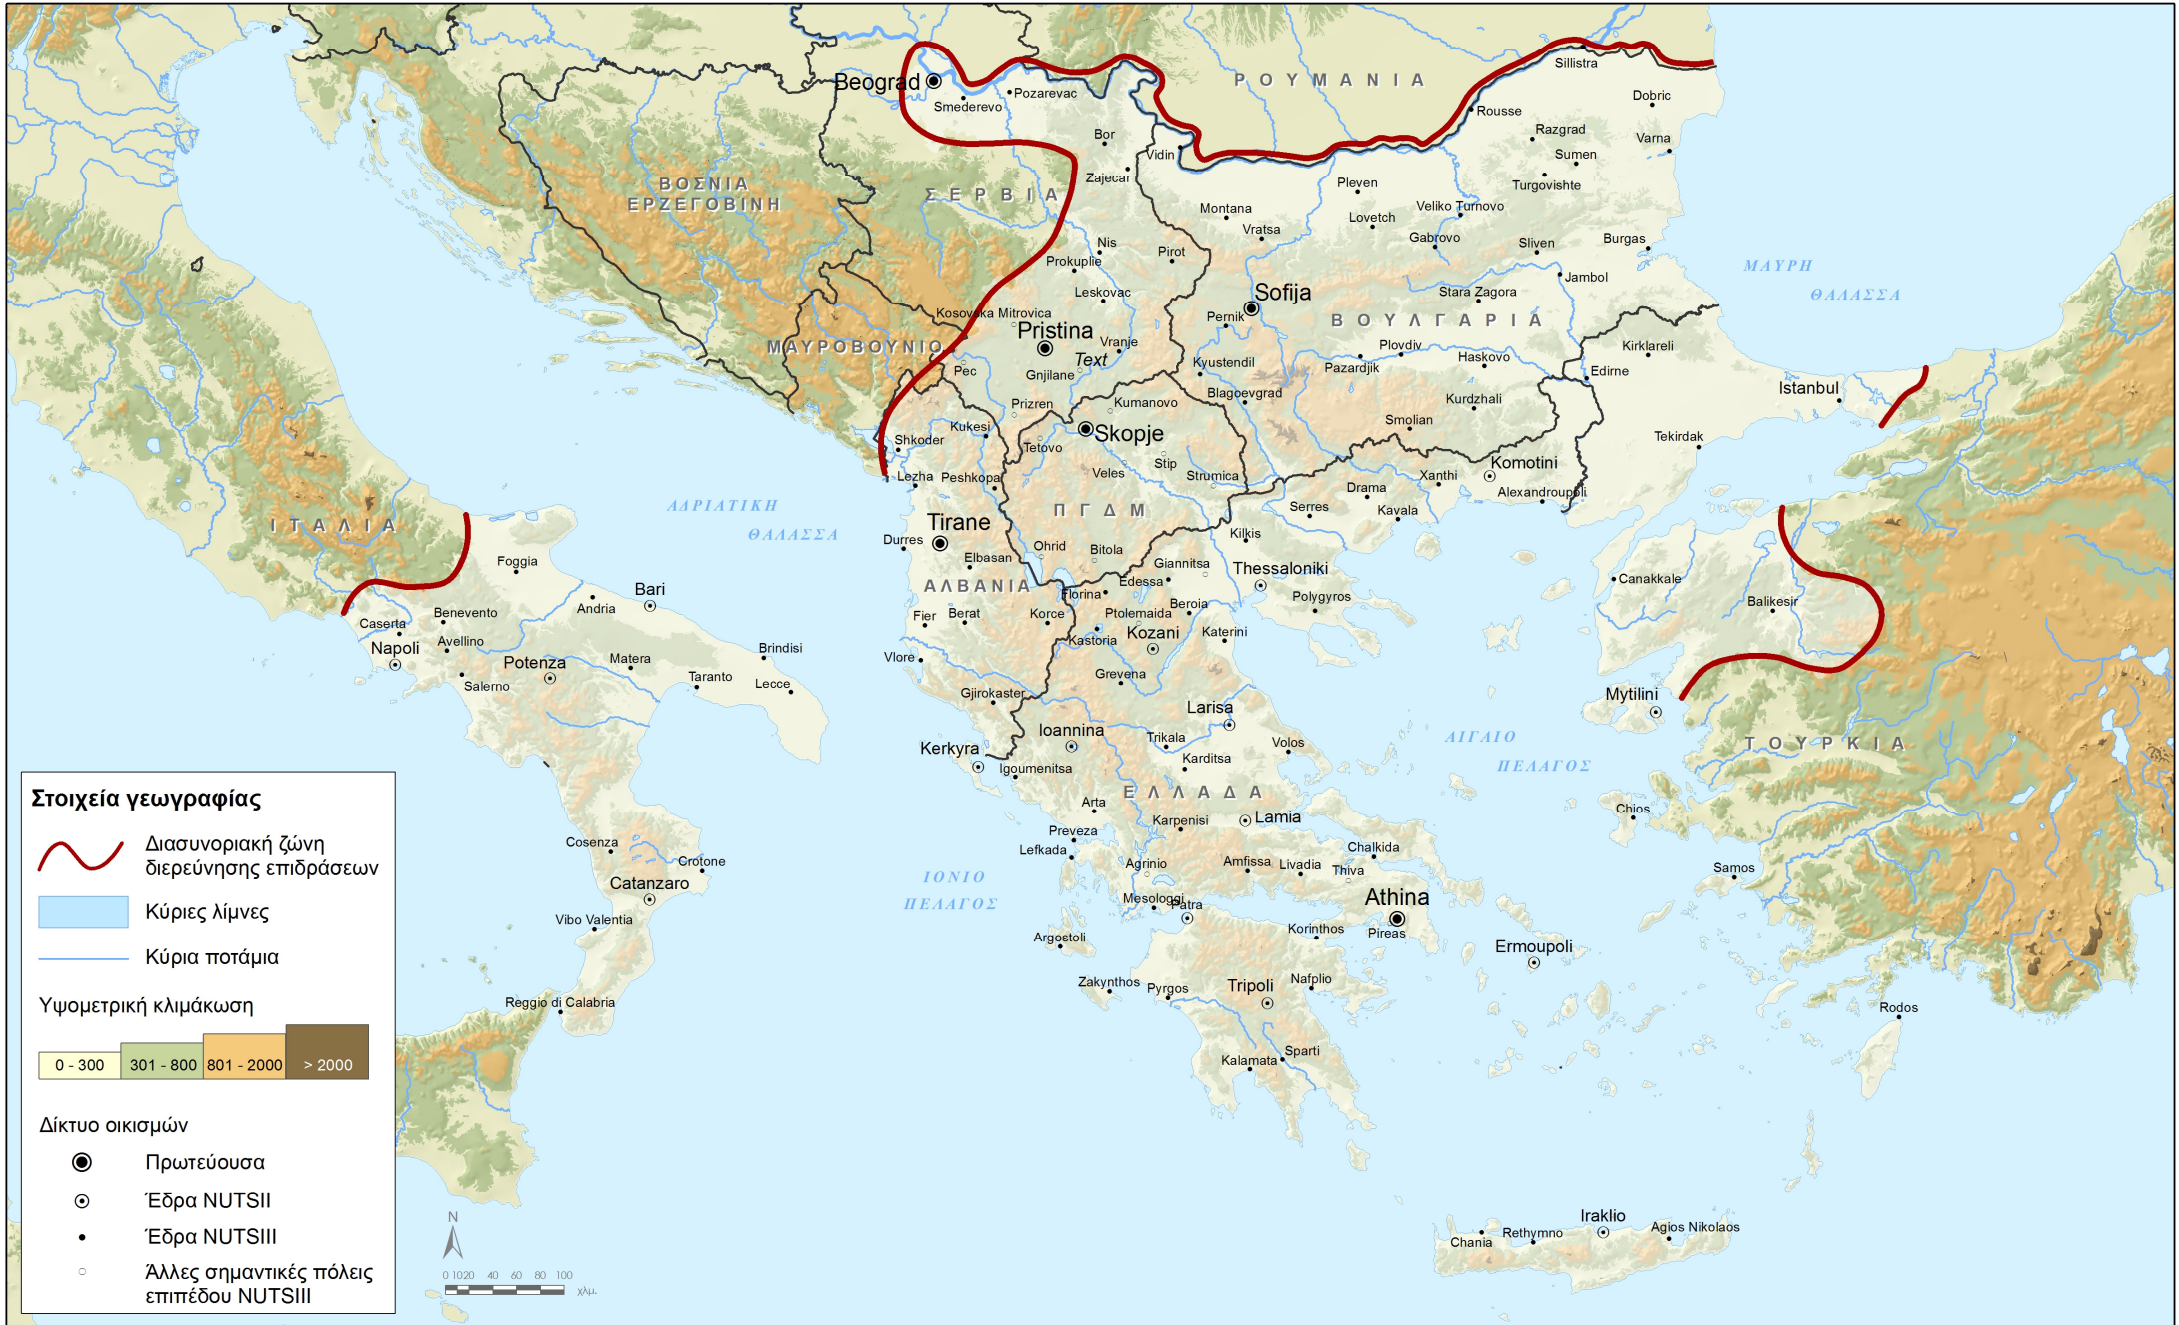 Ρ Ο Υ Μ Α Ν Ι Α
Sillistra
Beograd
Smederevo
Pozarevac
Dobric
Rousse
Bor
Razgrad
Varna
Vidin
Sumen
Zajecar
ΒΟΣΝΙΑ
ΕΡΖΕΓΟΒΙΝΗ
Σ Ε Ρ Β Ι Α
Pleven
Turgovishte
Montana
Lovetch
Veliko Turnovo
Vratsa
Gabrovo
Sliven
Burgas
Nis
Pirot
Prokuplie
ΜΑΥΡΗ
ΘΑΛΑΣΣΑ
Jambol
Leskovac
Sofija
Stara Zagora
Kosovska Mitrovica
Pernik
Β Ο Υ Λ Γ Α Ρ Ι Α
Pristina
ΜΑΥΡΟΒΟΥΝΙΟ
Vranje
Text
Plovdiv
Haskovo
Kirklareli
Pec
Gnjilane
Kyustendil
Pazardjik
Edirne
Istanbul
Blagoevgrad
Kurdzhali
Prizren
Kumanovo
Smolian
Kukesi
Skopje
Shkoder
Tetovo
Tekirdak
Veles
Stip
Strumica
Komotini
Xanthi
Lezha
Peshkopa
Drama
Alexandroupoli
ΑΔΡΙΑΤΙΚΗ
ΘΑΛΑΣΣΑ
Π Γ Δ Μ
Serres
Kavala
Ι Τ Α Λ Ι Α
Tirane
Durres
Kilkis
Ohrid
Bitola
Foggia
Elbasan
Giannitsa
Thessaloniki
ΑΛΒΑΝΙΑ
Edessa
Canakkale
Bari
Florina
Andria
Polygyros
Balikesir
Benevento
Fier
Berat
Korce
Ptolemaida
Beroia
Caserta
Avellino
Kastoria
Kozani
Katerini
Napoli
Brindisi
Vlore
Potenza
Matera
Grevena
Salerno
Taranto
Lecce
Gjirokaster
Mytilini
Larisa
Ioannina
Trikala
Volos
ΑΙΓΑΙΟ
ΠΕΛΑΓΟΣ
Τ Ο Υ Ρ Κ Ι Α
Kerkyra
Igoumenitsa
Karditsa
Ε Λ Λ Α Δ Α
Arta
Chios
Karpenisi
Lamia
Preveza
Cosenza
Lefkada
Chalkida
Crotone
Agrinio
Amfissa
Livadia
Thiva
Samos
Catanzaro
ΙΟΝΙΟ
ΠΕΛΑΓΟΣ
Mesologgi
Patra
Athina
Vibo Valentia
Argostoli
Korinthos
Pireas
Ermoupoli
Zakynthos
Pyrgos
Tripoli
Nafplio
Reggio di Calabria
Rodos
Kalamata
Sparti
Iraklio
Chania
Rethymno
Agios Nikolaos
Στοιχεία γεωγραφίας
Διασυνοριακή ζώνη
διερεύνησης επιδράσεων
Κύριες λίμνες
Κύρια ποτάμια
Υψομετρική κλιμάκωση
0 - 300
301 - 800
801 - 2000
> 2000
Δίκτυο οικισμών
Πρωτεύουσα
Έδρα NUTSII
Έδρα NUTSIII
Άλλες σημαντικές πόλεις
επιπέδου NUTSIII
N
0 1020 40 60 80 100
χλμ.